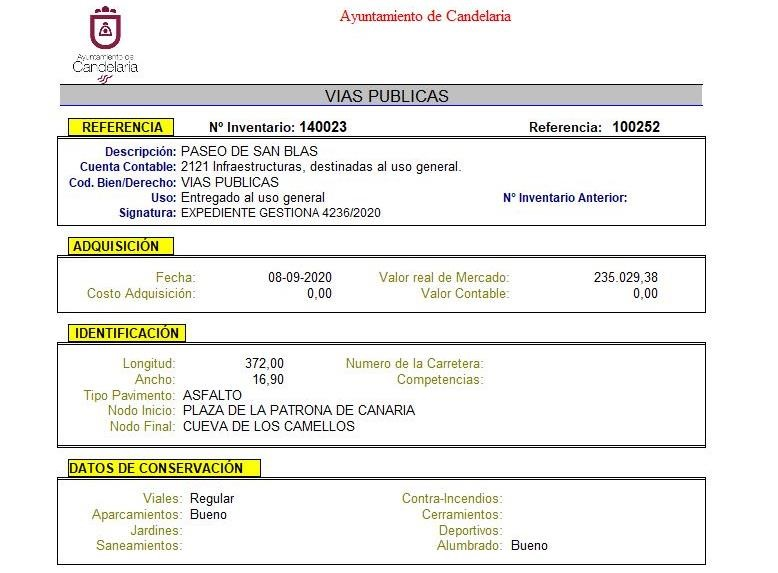 Ayuntamiento de Candelaria
Ayuntamiento de
Candelaria
VIAS PUBLICAS
REFERENCIA Nº Inventario: 140023 Referencia: 100252
Descripción: PASEO DE SAN BLAS
Cuenta Contable: 2121 Infraestructuras, destinadas al uso general.
Cod. Bien/Derecho: VIAS PUBLICAS
Uso: Entregado al uso general Nº Inventario Anterior:
Signatura: EXPEDIENTE GESTIONA 4236/2020
ADQUISICIÓN
Fecha: 08-09-2020 Valor real de Mercado: 235.029,38
Costo Adquisición: 0,00 Valor Contable: 0,00
IDENTIFICACIÓN
Longitud: 372,00 Numero de la Carretera:
Ancho: 16,90 Competencias:
Tipo Pavimento: ASFALTO
Nodo Inicio: PLAZA DE LA PATRONA DE CANARIA
Nodo Final: CUEVA DE LOS CAMELLOS
DATOS DE CONSERVACIÓN
Viales: Regular Contra-Incendios:
Aparcamientos: Bueno Cerramientos:
Jardines: Deportivos:
Saneamientos: Alumbrado: Bueno